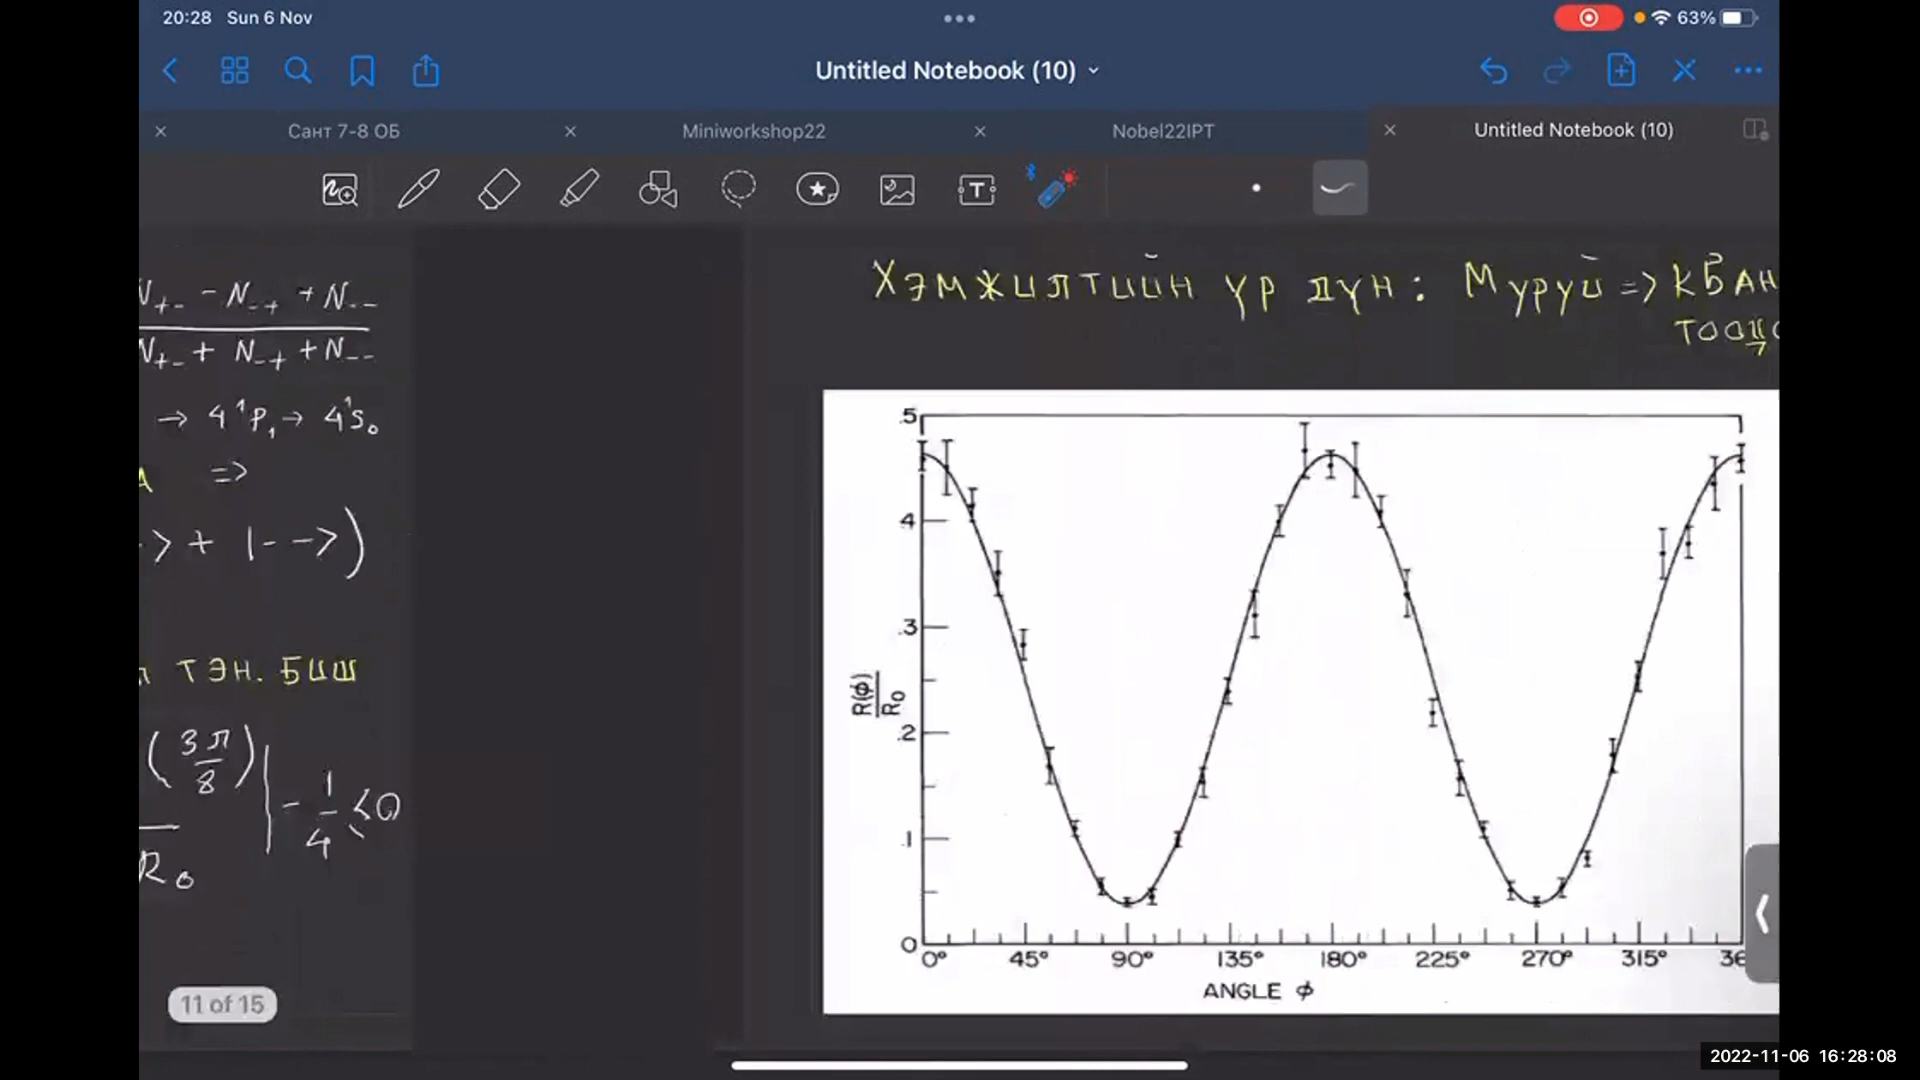 20:28 Sun 6 Nov
63%
Untitled Notebook (10)
Сант 7-8 ОБ
Miniworkshop22
Nobel22IPT
Untitled Notebook (10)
N₊₋ - N₋₊ + N₋₋
N₊₋ + N₋₊ + N₋₋
→ 4¹P₁ → 4¹S₀
=>
> + |- ->)
ТЭН. БИШ
(3π/8)| - 1/4 ≤ 0
R₀
11 of 15
Хэмжилтийн үр дүн: Муруй => КВАН
тооцо
.5
.4
.3
.2
.1
0
R(ϕ)
R₀
0° 45° 90° 135° 180° 225° 270° 315° 36
ANGLE ϕ
2022-11-06 16:28:08